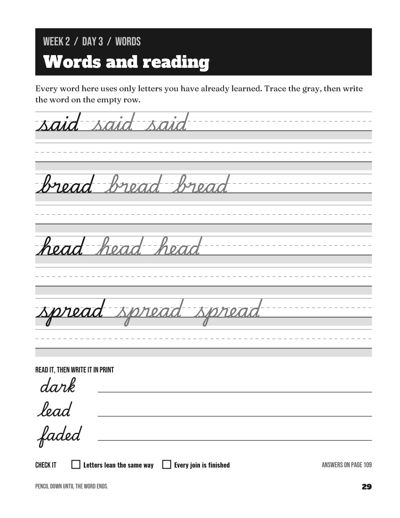 WEEK 2 / DAY 3 / WORDS
Words and reading
Every word here uses only letters you have already learned. Trace the gray, then write
the word on the empty row.
said said said
bread bread bread
head head head
spread spread spread
READ IT, THEN WRITE IT IN PRINT
dark
lead
faded
CHECK IT Letters lean the same way Every join is finished ANSWERS ON PAGE 109
PENCIL DOWN UNTIL THE WORD ENDS. 29